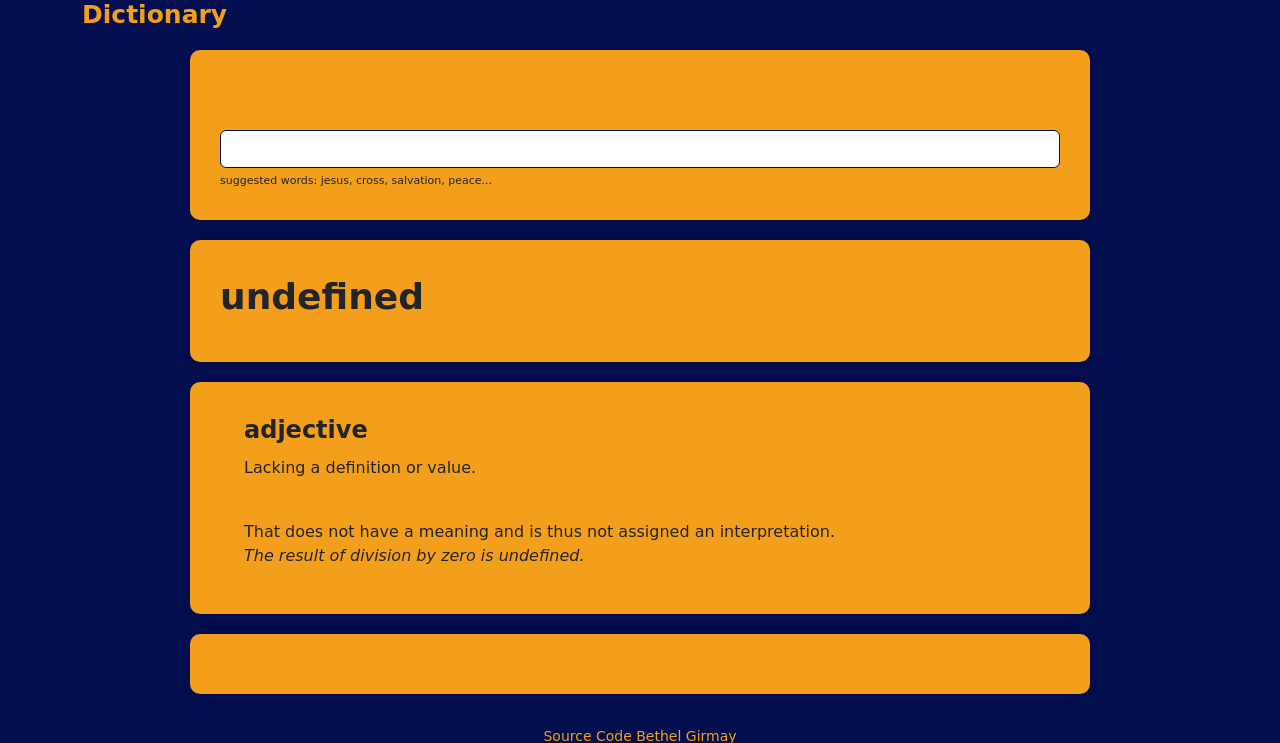 Dictionary
suggested words: jesus, cross, salvation, peace...
undefined
adjective
Lacking a definition or value.
That does not have a meaning and is thus not assigned an interpretation.
The result of division by zero is undefined.
Source Code Bethel Girmay